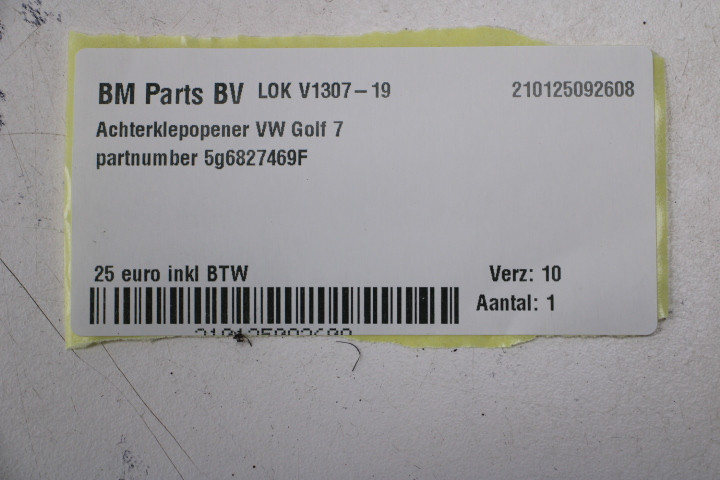 BM Parts BV LOK V1307-19 210125092608
Achterklepopener VW Golf 7
partnumber 5g6827469F
25 euro inkl BTW Verz: 10
Aantal: 1